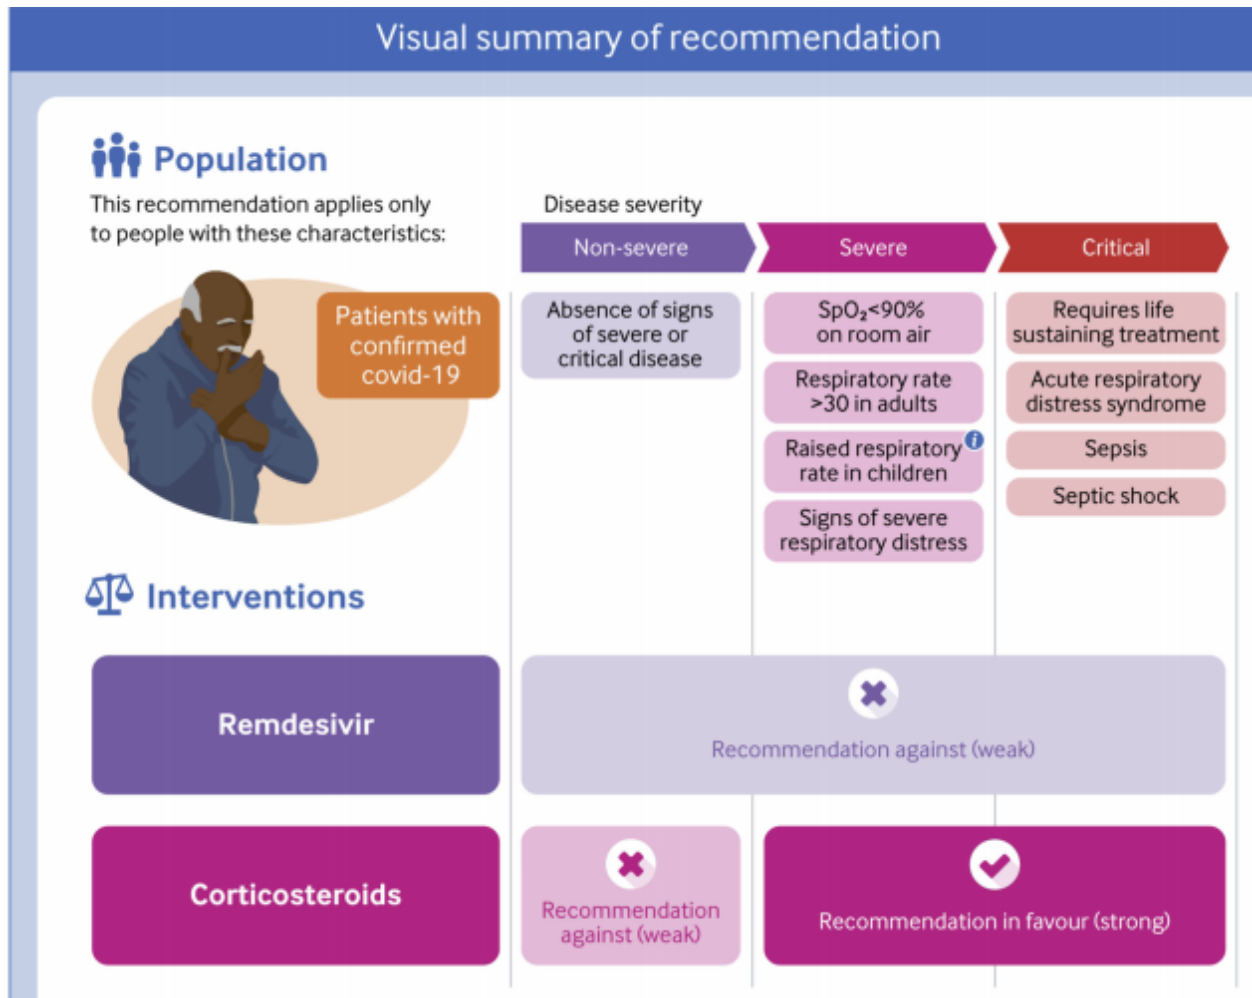 Visual summary of recommendation
Population
This recommendation applies only
to people with these characteristics:
Patients with
confirmed
covid-19
Disease severity
Non-severe
Severe
Critical
Absence of signs
of severe or
critical disease
SpO₂<90%
on room air
Respiratory rate
>30 in adults
Raised respiratory
rate in children
i
Signs of severe
respiratory distress
Requires life
sustaining treatment
Acute respiratory
distress syndrome
Sepsis
Septic shock
Interventions
Remdesivir
Recommendation against (weak)
Corticosteroids
Recommendation
against (weak)
Recommendation in favour (strong)